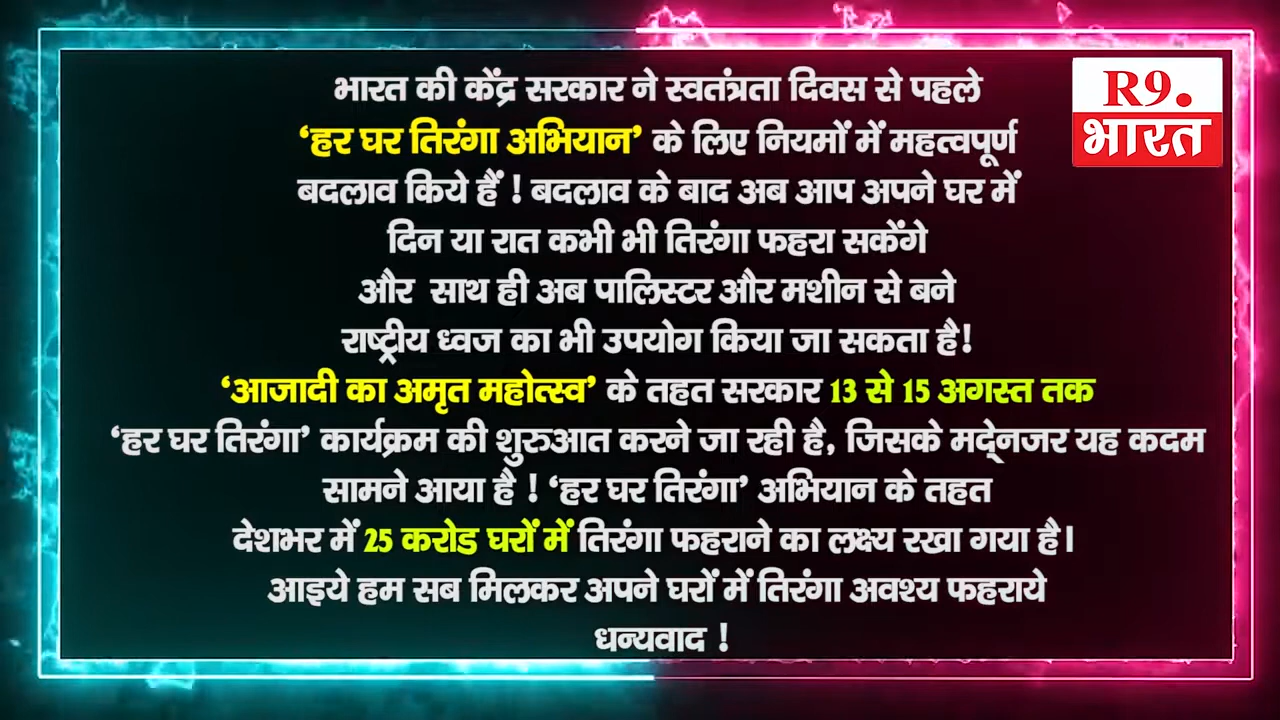 R9.
भारत
भारत की केंद्र सरकार ने स्वतंत्रता दिवस से पहले
‘हर घर तिरंगा अभियान’ के लिए नियमों में महत्वपूर्ण
बदलाव किये हैं ! बदलाव के बाद अब आप अपने घर में
दिन या रात कभी भी तिरंगा फहरा सकेंगे
और साथ ही अब पालिस्टर और मशीन से बने
राष्ट्रीय ध्वज का भी उपयोग किया जा सकता है!
‘आजादी का अमृत महोत्स्व’ के तहत सरकार 13 से 15 अगस्त तक
‘हर घर तिरंगा’ कार्यक्रम की शुरुआत करने जा रही है, जिसके मद्देनजर यह कदम
सामने आया है ! ‘हर घर तिरंगा’ अभियान के तहत
देशभर में 25 करोड घरों में तिरंगा फहराने का लक्ष्य रखा गया है।
आइये हम सब मिलकर अपने घरों में तिरंगा अवश्य फहराये
धन्यवाद !